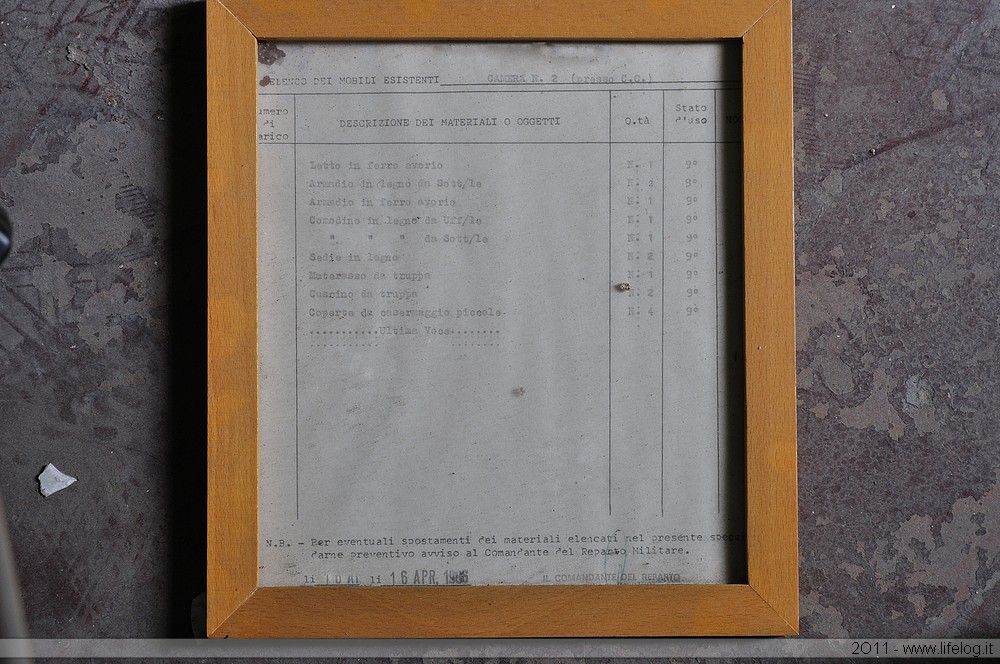 ELENCO DEI MOBILI ESISTENTI CAMERA N. 2 (presso C.C.)
umero di arico DESCRIZIONE DEI MATERIALI O OGGETTI Q.tà Stato d'uso
Letto in ferro avorio N. 1 9°
Armadio in legno da Sott/le N. 1 9°
Armadio in ferro avorio N. 1 9°
Comodino in legno da Uff/le N. 1 9°
" " " da Sott/le N. 1 9°
Sedie in legno N. 2 9°
Materasso da truppa N. 1 9°
Cuscino da truppa N. 2 9°
Coperte da casermaggio piccole N. 4 9°
..........Ultima Voce........
N.B. - Per eventuali spostamenti dei materiali elencati nel presente spec
darne preventivo avviso al Comandante del Reparto Militare.
li li 16 APR. 1986 IL COMANDANTE DEL REPARTO
2011 - www.lifelog.it